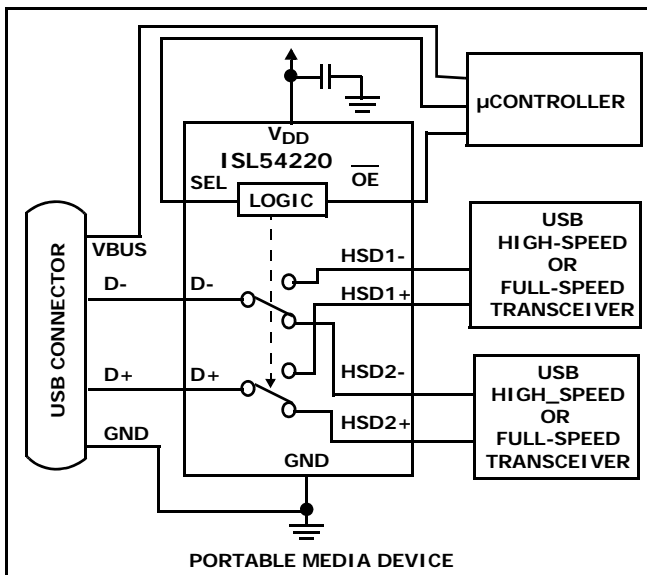 µCONTROLLER
VDD
ISL54220
SEL
OE
LOGIC
USB CONNECTOR
VBUS
D-
D-
D+
D+
GND
HSD1-
HSD1+
HSD2-
HSD2+
GND
USB
HIGH-SPEED
OR
FULL-SPEED
TRANSCEIVER
USB
HIGH_SPEED
OR
FULL-SPEED
TRANSCEIVER
PORTABLE MEDIA DEVICE